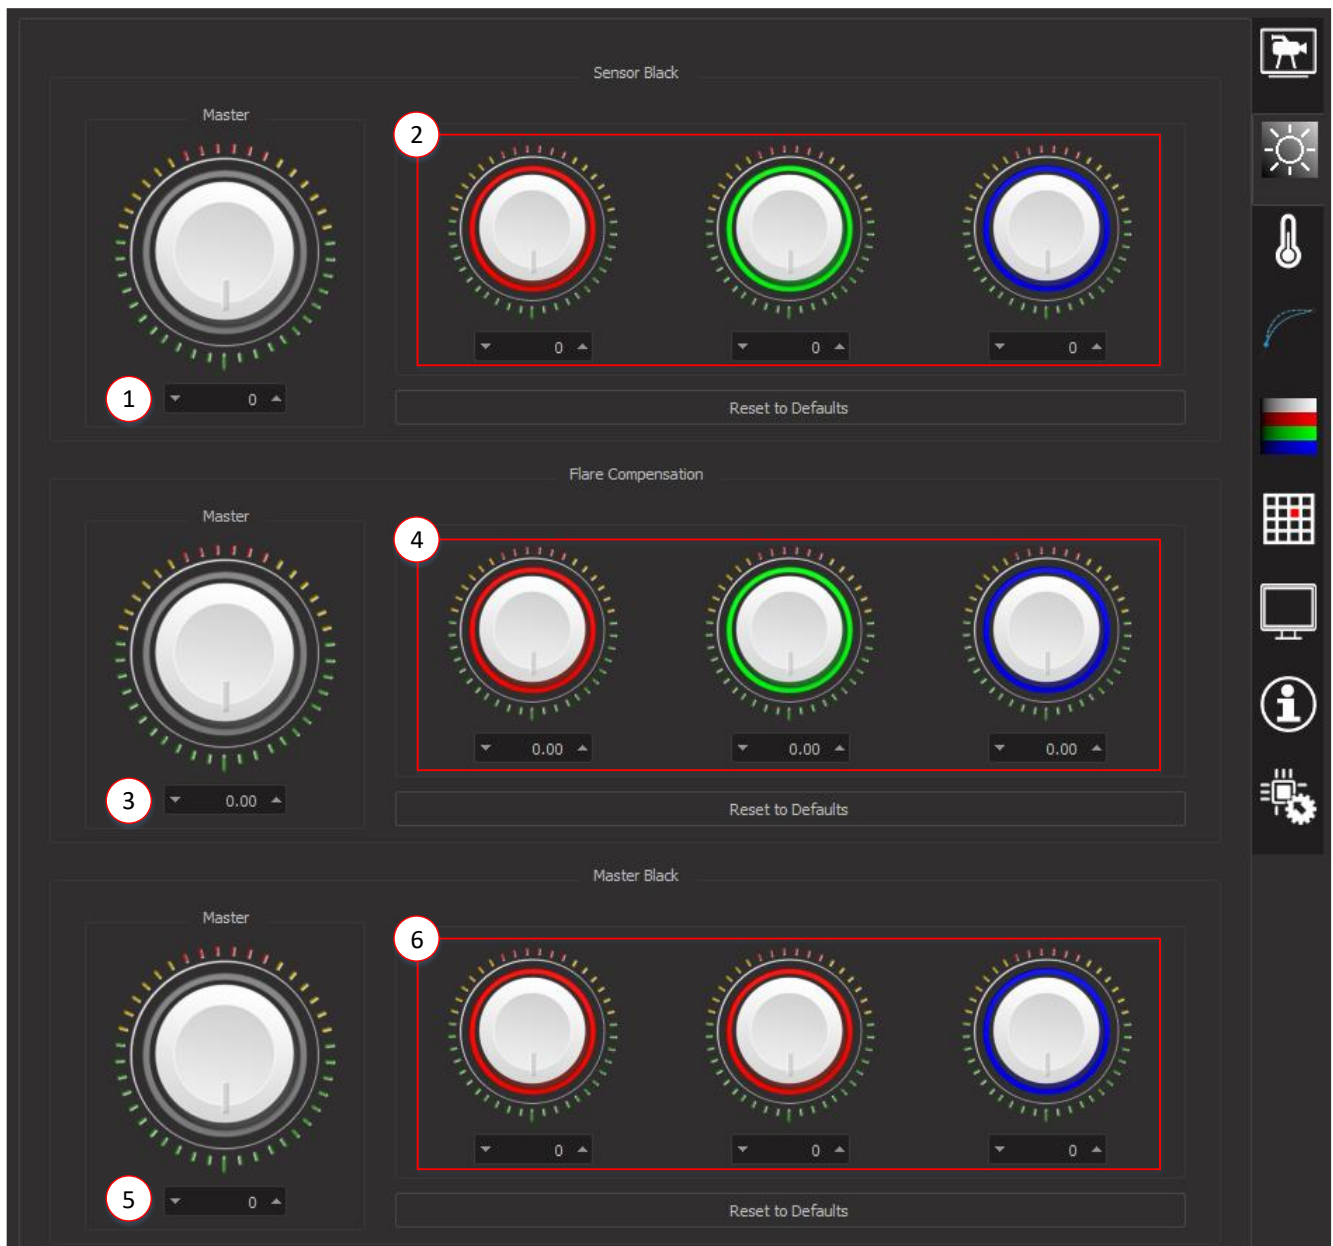 Sensor Black
Master
2
0 0 0
1
0
Reset to Defaults
Flare Compensation
Master
4
0.00 0.00 0.00
3
0.00
Reset to Defaults
Master Black
Master
6
0 0 0
5
0
Reset to Defaults